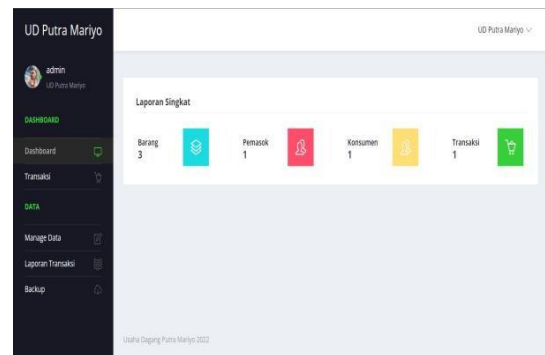 UD Putra Mariyo
UD Putra Mariyo
admin
UD Putra Mariyo
DASHBOARD
Dashboard
Transaksi
DATA
Manage Data
Laporan Transaksi
Backup
Laporan Singkat
Barang
3
Pemasok
1
Konsumen
1
Transaksi
1
Usaha Dagang Putra Mariyo 2022